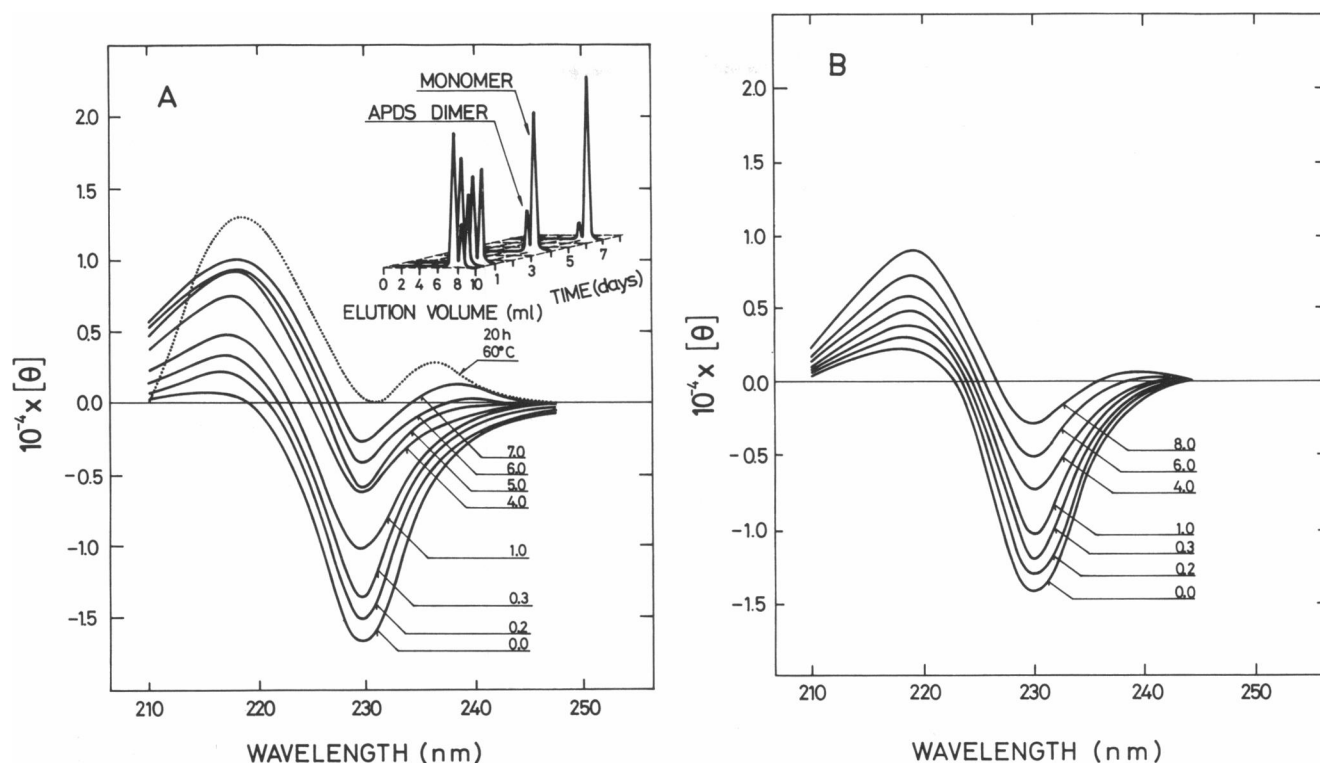 A
MONOMER
APDS DIMER
2.0
1.5
1.0
0.5
0.0
-0.5
-1.0
-1.5
10⁻⁴ x [θ]
0 2 4 6 8 10
ELUTION VOLUME (ml)
1 3 5 7
TIME (days)
20h
60°C
7.0
6.0
5.0
4.0
1.0
0.3
0.2
0.0
210 220 230 240 250
WAVELENGTH (nm)
B
2.0
1.5
1.0
0.5
0.0
-0.5
-1.0
-1.5
10⁻⁴ x [θ]
8.0
6.0
4.0
1.0
0.3
0.2
0.0
210 220 230 240 250
WAVELENGTH (nm)